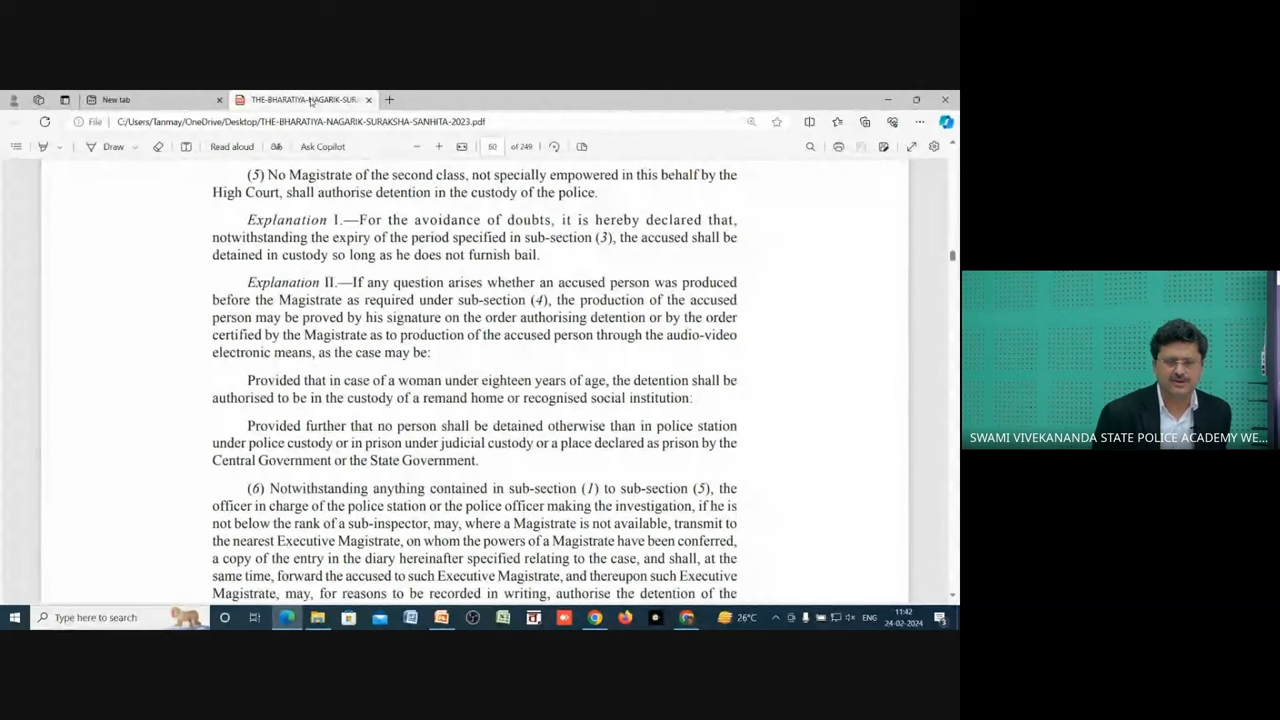 New tab
THE-BHARATIYA-NAGARIK-SURA
File
C:/Users/Tanmay/OneDrive/Desktop/THE-BHARATIYA-NAGARIK-SURAKSHA-SANHITA-2023.pdf
Draw
Read aloud
Ask Copilot
60 of 249
(5) No Magistrate of the second class, not specially empowered in this behalf by the
High Court, shall authorise detention in the custody of the police.
Explanation I.—For the avoidance of doubts, it is hereby declared that,
notwithstanding the expiry of the period specified in sub-section (3), the accused shall be
detained in custody so long as he does not furnish bail.
Explanation II.—If any question arises whether an accused person was produced
before the Magistrate as required under sub-section (4), the production of the accused
person may be proved by his signature on the order authorising detention or by the order
certified by the Magistrate as to production of the accused person through the audio-video
electronic means, as the case may be:
Provided that in case of a woman under eighteen years of age, the detention shall be
authorised to be in the custody of a remand home or recognised social institution:
Provided further that no person shall be detained otherwise than in police station
under police custody or in prison under judicial custody or a place declared as prison by the
Central Government or the State Government.
(6) Notwithstanding anything contained in sub-section (1) to sub-section (5), the
officer in charge of the police station or the police officer making the investigation, if he is
not below the rank of a sub-inspector, may, where a Magistrate is not available, transmit to
the nearest Executive Magistrate, on whom the powers of a Magistrate have been conferred,
a copy of the entry in the diary hereinafter specified relating to the case, and shall, at the
same time, forward the accused to such Executive Magistrate, and thereupon such Executive
Magistrate, may, for reasons to be recorded in writing, authorise the detention of the
SWAMI VIVEKANANDA STATE POLICE ACADEMY WE...
Type here to search
26°C
ENG
11:42
24-02-2024